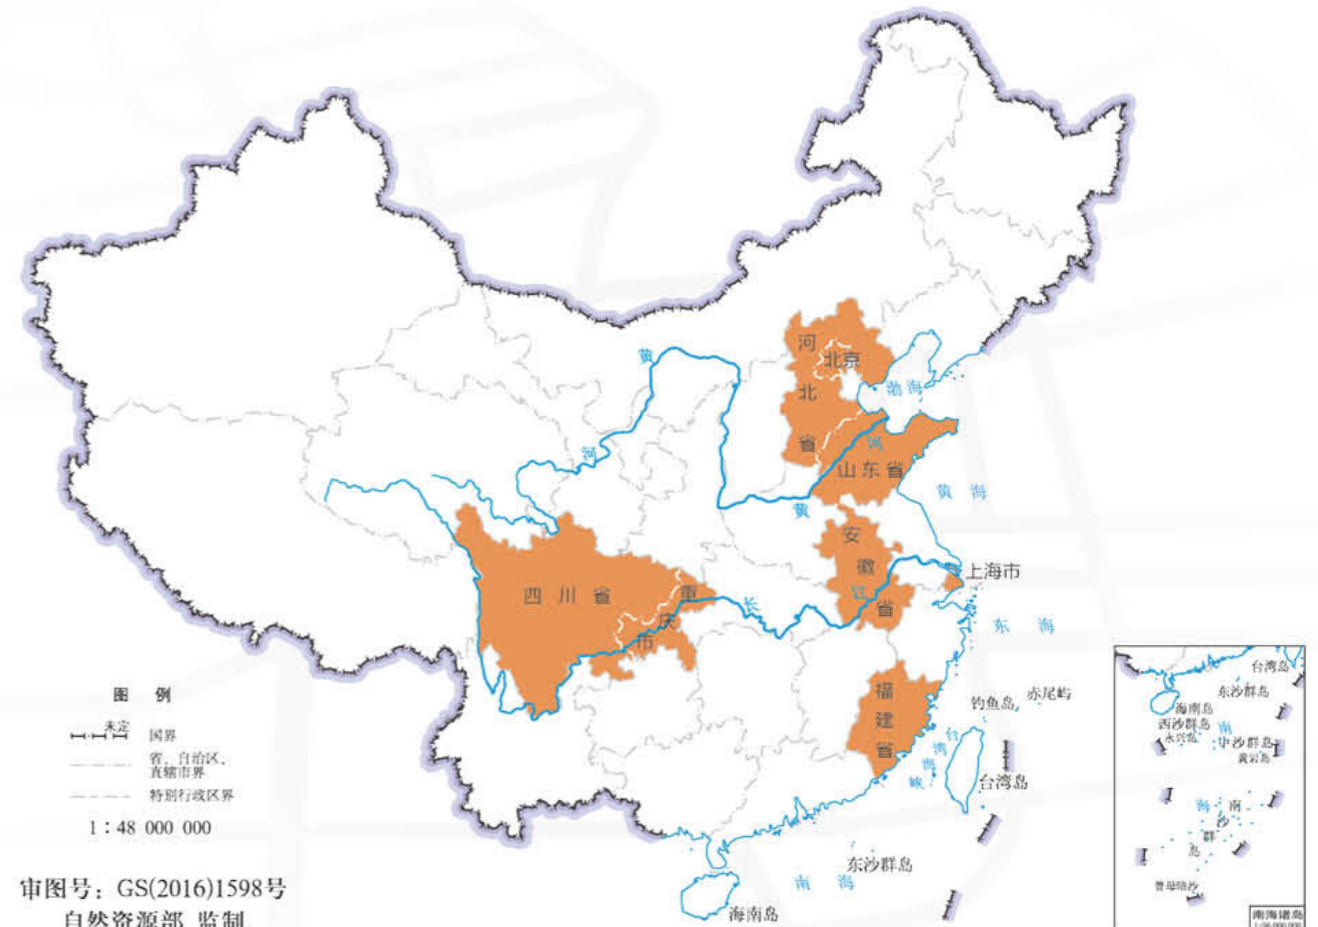 黄
河
河
北
省
北京
渤海
河
山东省
黄
黄 海
安
徽
省
江
上海市
东 海
四 川 省
重
庆
市
长
福
建
省
钓鱼岛
赤尾屿
台
湾
海
峡
台湾岛
东沙群岛
南 海
海南岛
图 例
未定
国界
省、自治区、
直辖市界
特别行政区界
1:48 000 000
审图号: GS(2016)1598号
自然资源部 监制
台湾岛
东沙群岛
海南岛
西沙群岛
永兴岛
南
中沙群岛
黄岩岛
海
南
沙
群
岛
曾母暗沙
南海诸岛